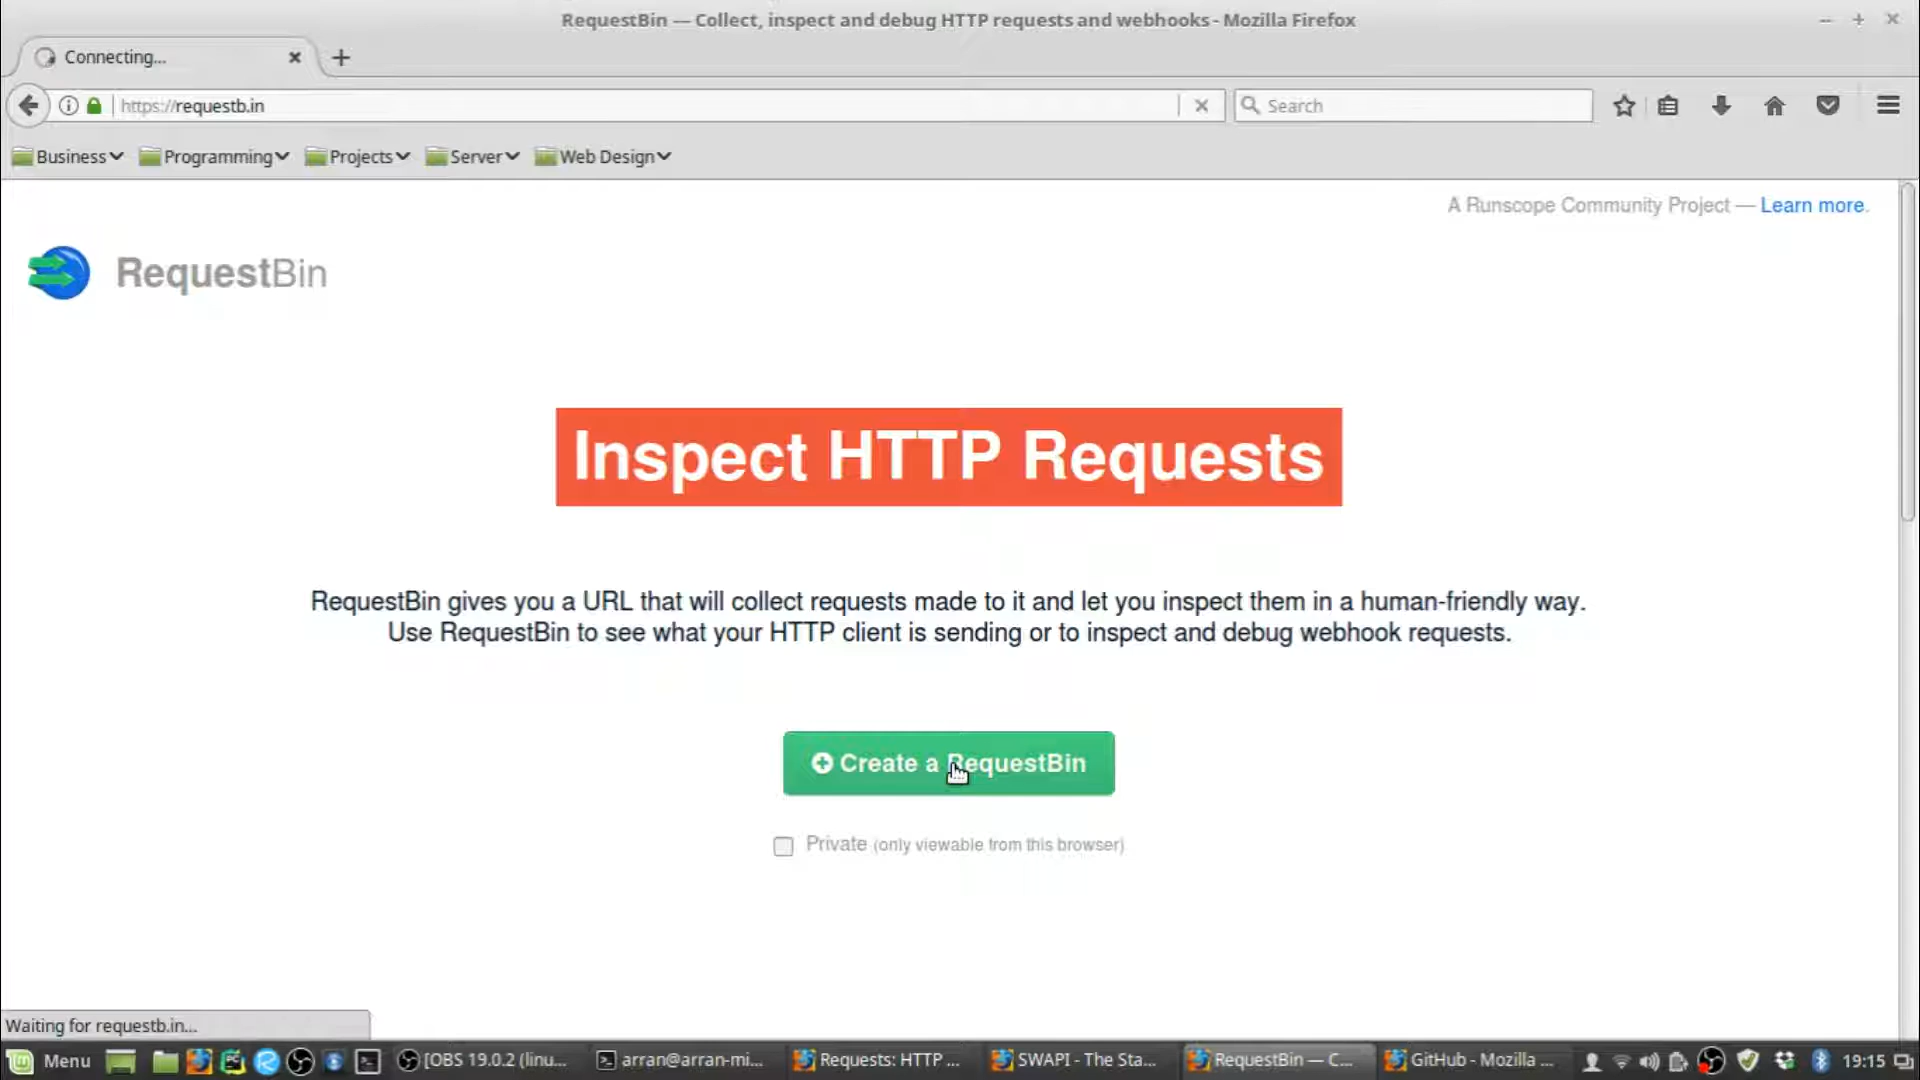 RequestBin — Collect, inspect and debug HTTP requests and webhooks - Mozilla Firefox
Connecting...
https://requestb.in
Search
Business
Programming
Projects
Server
Web Design
A Runscope Community Project — Learn more.
RequestBin
Inspect HTTP Requests
RequestBin gives you a URL that will collect requests made to it and let you inspect them in a human-friendly way.
Use RequestBin to see what your HTTP client is sending or to inspect and debug webhook requests.
Create a RequestBin
Private (only viewable from this browser)
Waiting for requestb.in...
Menu
[OBS 19.0.2 (linu...
arran@arran-mi...
Requests: HTTP ...
SWAPI - The Sta...
RequestBin — C...
GitHub - Mozilla ...
19:15